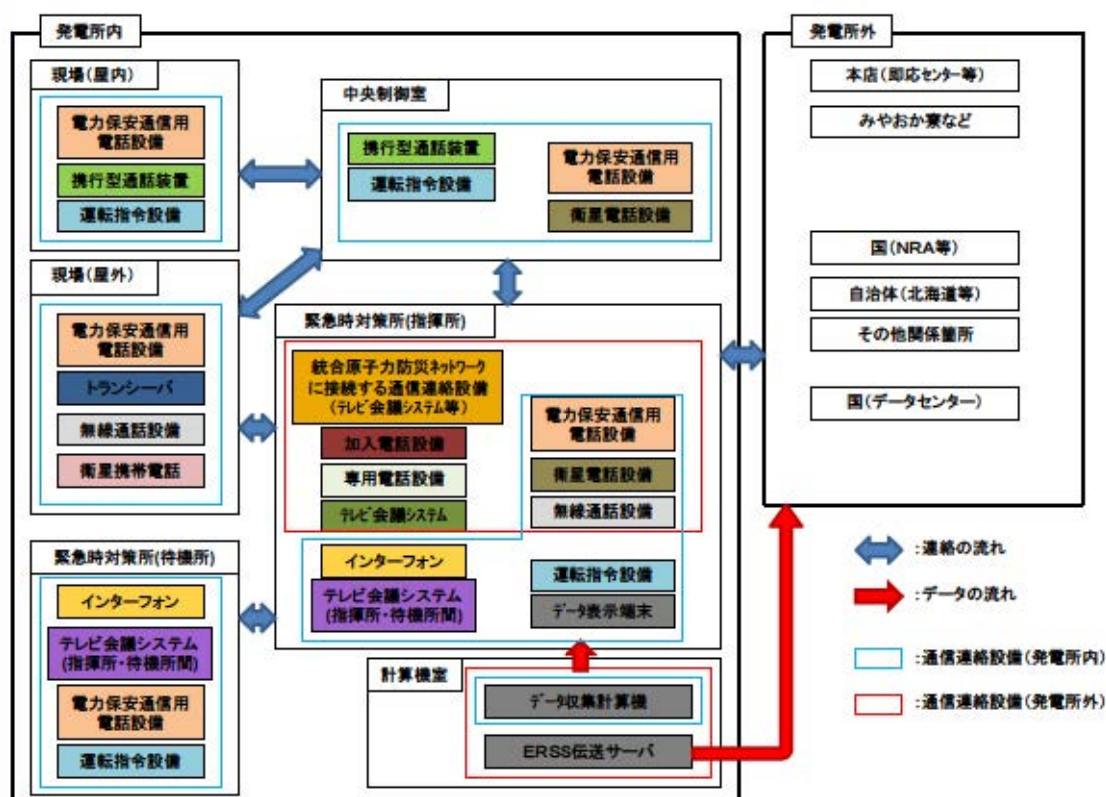 発電所内
現場(屋内)
電力保安通信用
電話設備
携行型通話装置
運転指令設備
中央制御室
携行型通話装置
運転指令設備
電力保安通信用
電話設備
衛星電話設備
現場(屋外)
電力保安通信用
電話設備
トランシーバ
無線通話設備
衛星携帯電話
緊急時対策所(指揮所)
統合原子力防災ネットワーク
に接続する通信連絡設備
(テレビ会議システム等)
加入電話設備
専用電話設備
テレビ会議システム
電力保安通信用
電話設備
衛星電話設備
無線通話設備
インターフォン
テレビ会議システム
(指揮所・待機所間)
運転指令設備
データ表示端末
緊急時対策所(待機所)
インターフォン
テレビ会議システム
(指揮所・待機所間)
電力保安通信用
電話設備
運転指令設備
計算機室
データ収集計算機
ERSS伝送サーバ
発電所外
本店(即応センター等)
みやおか寮など
国(NRA等)
自治体(北海道等)
その他関係箇所
国(データセンター)
:連絡の流れ
:データの流れ
:通信連絡設備(発電所内)
:通信連絡設備(発電所外)